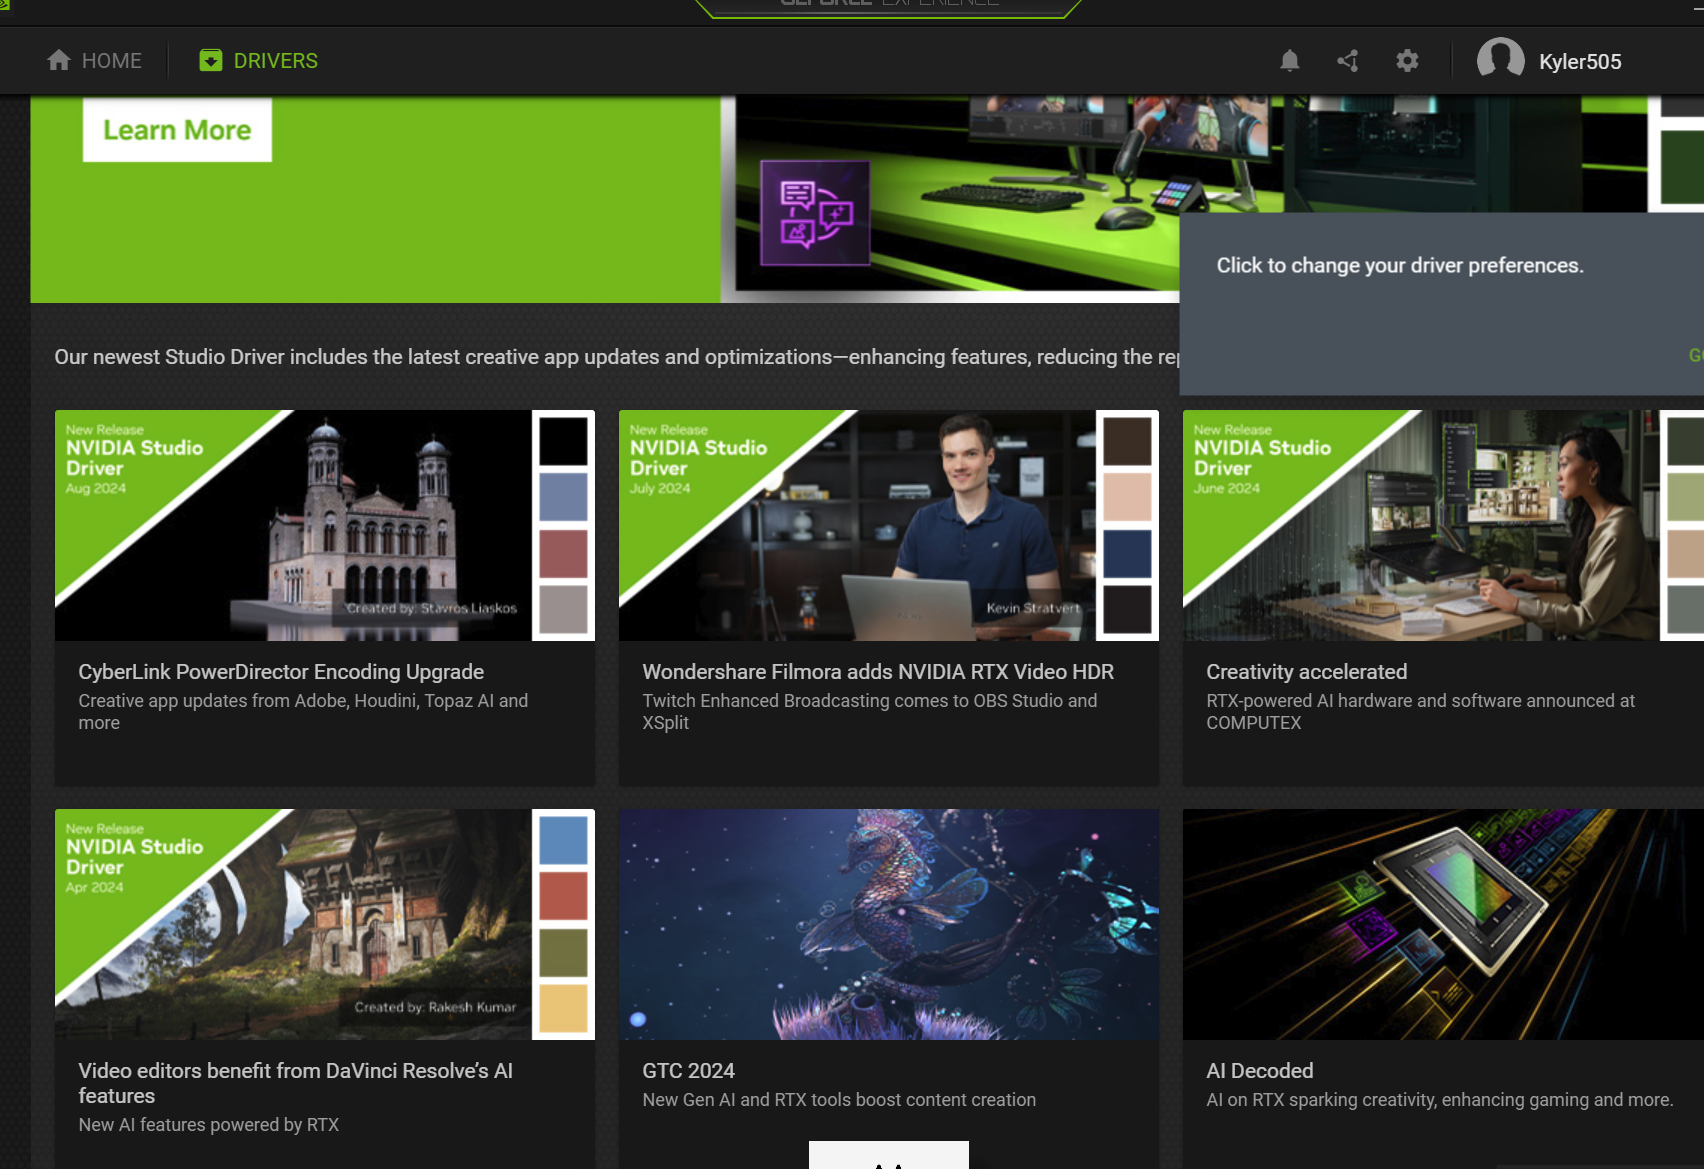 GEFORCE EXPERIENCE
HOME
DRIVERS
Kyler505
Learn More
Click to change your driver preferences.
Our newest Studio Driver includes the latest creative app updates and optimizations—enhancing features, reducing the
New Release
NVIDIA Studio
Driver
Aug 2024
Created by: Stavros Liaskos
CyberLink PowerDirector Encoding Upgrade
Creative app updates from Adobe, Houdini, Topaz AI and
more
New Release
NVIDIA Studio
Driver
July 2024
Kevin Stratvert
Wondershare Filmora adds NVIDIA RTX Video HDR
Twitch Enhanced Broadcasting comes to OBS Studio and
XSplit
New Release
NVIDIA Studio
Driver
June 2024
Creativity accelerated
RTX-powered AI hardware and software announced at
COMPUTEX
New Release
NVIDIA Studio
Driver
Apr 2024
Created by: Rakesh Kumar
Video editors benefit from DaVinci Resolve’s AI
features
New AI features powered by RTX
GTC 2024
New Gen AI and RTX tools boost content creation
AI Decoded
AI on RTX sparking creativity, enhancing gaming and more.